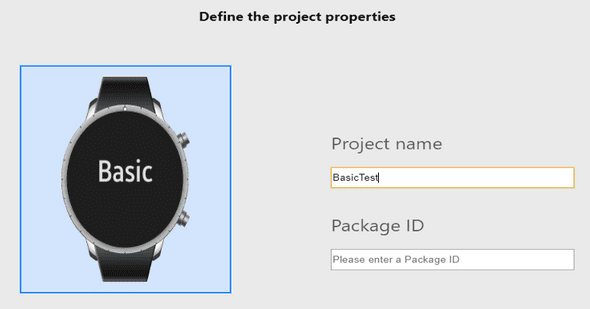 Define the project properties
Basic
Project name
BasicTest
Package ID
Please enter a Package ID